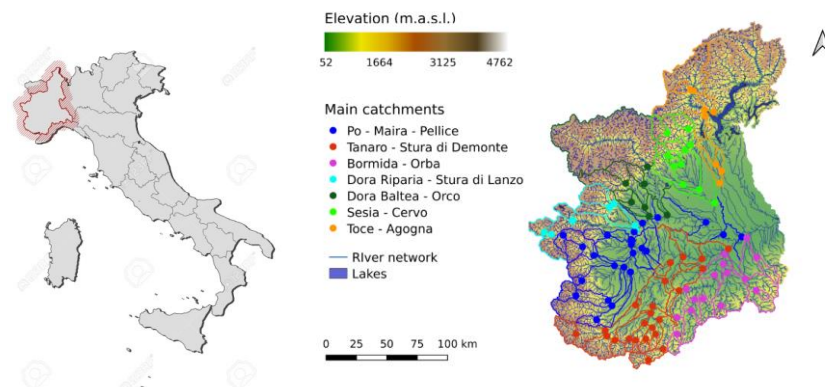 Elevation (m.a.s.l.)
52 1664 3125 4762
Main catchments
Po - Maira - Pellice
Tanaro - Stura di Demonte
Bormida - Orba
Dora Riparia - Stura di Lanzo
Dora Baltea - Orco
Sesia - Cervo
Toce - Agogna
RIver network
Lakes
0 25 50 75 100 km